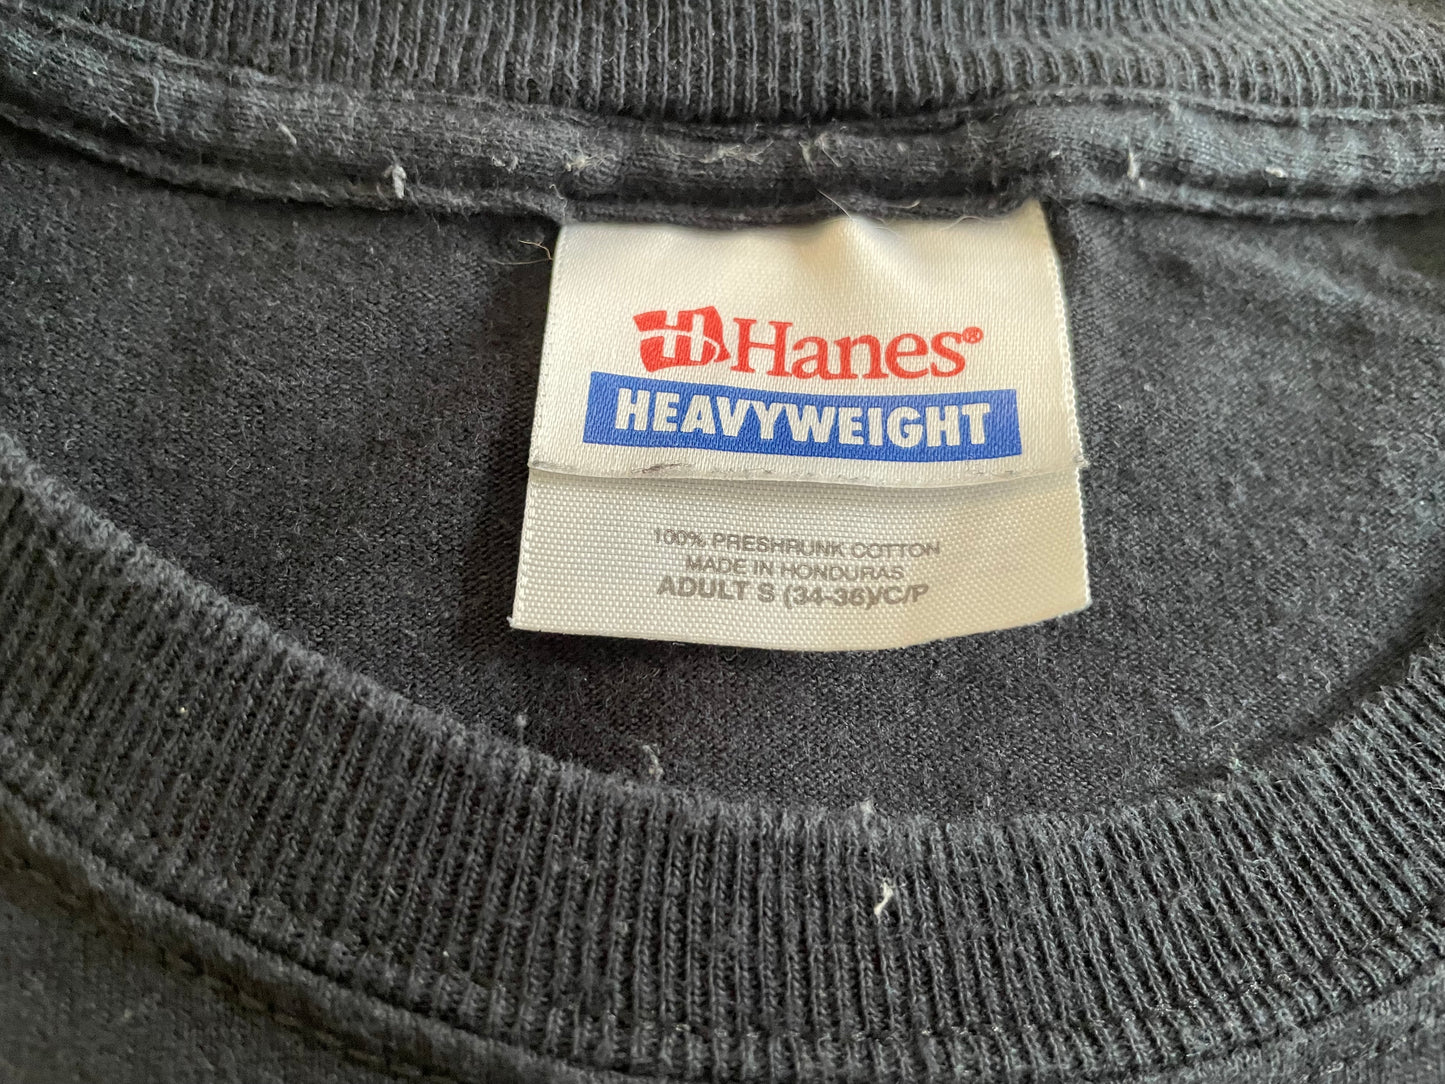 H Hanes®
HEAVYWEIGHT
100% PRESHRUNK COTTON
MADE IN HONDURAS
ADULT S (34-36)/C/P